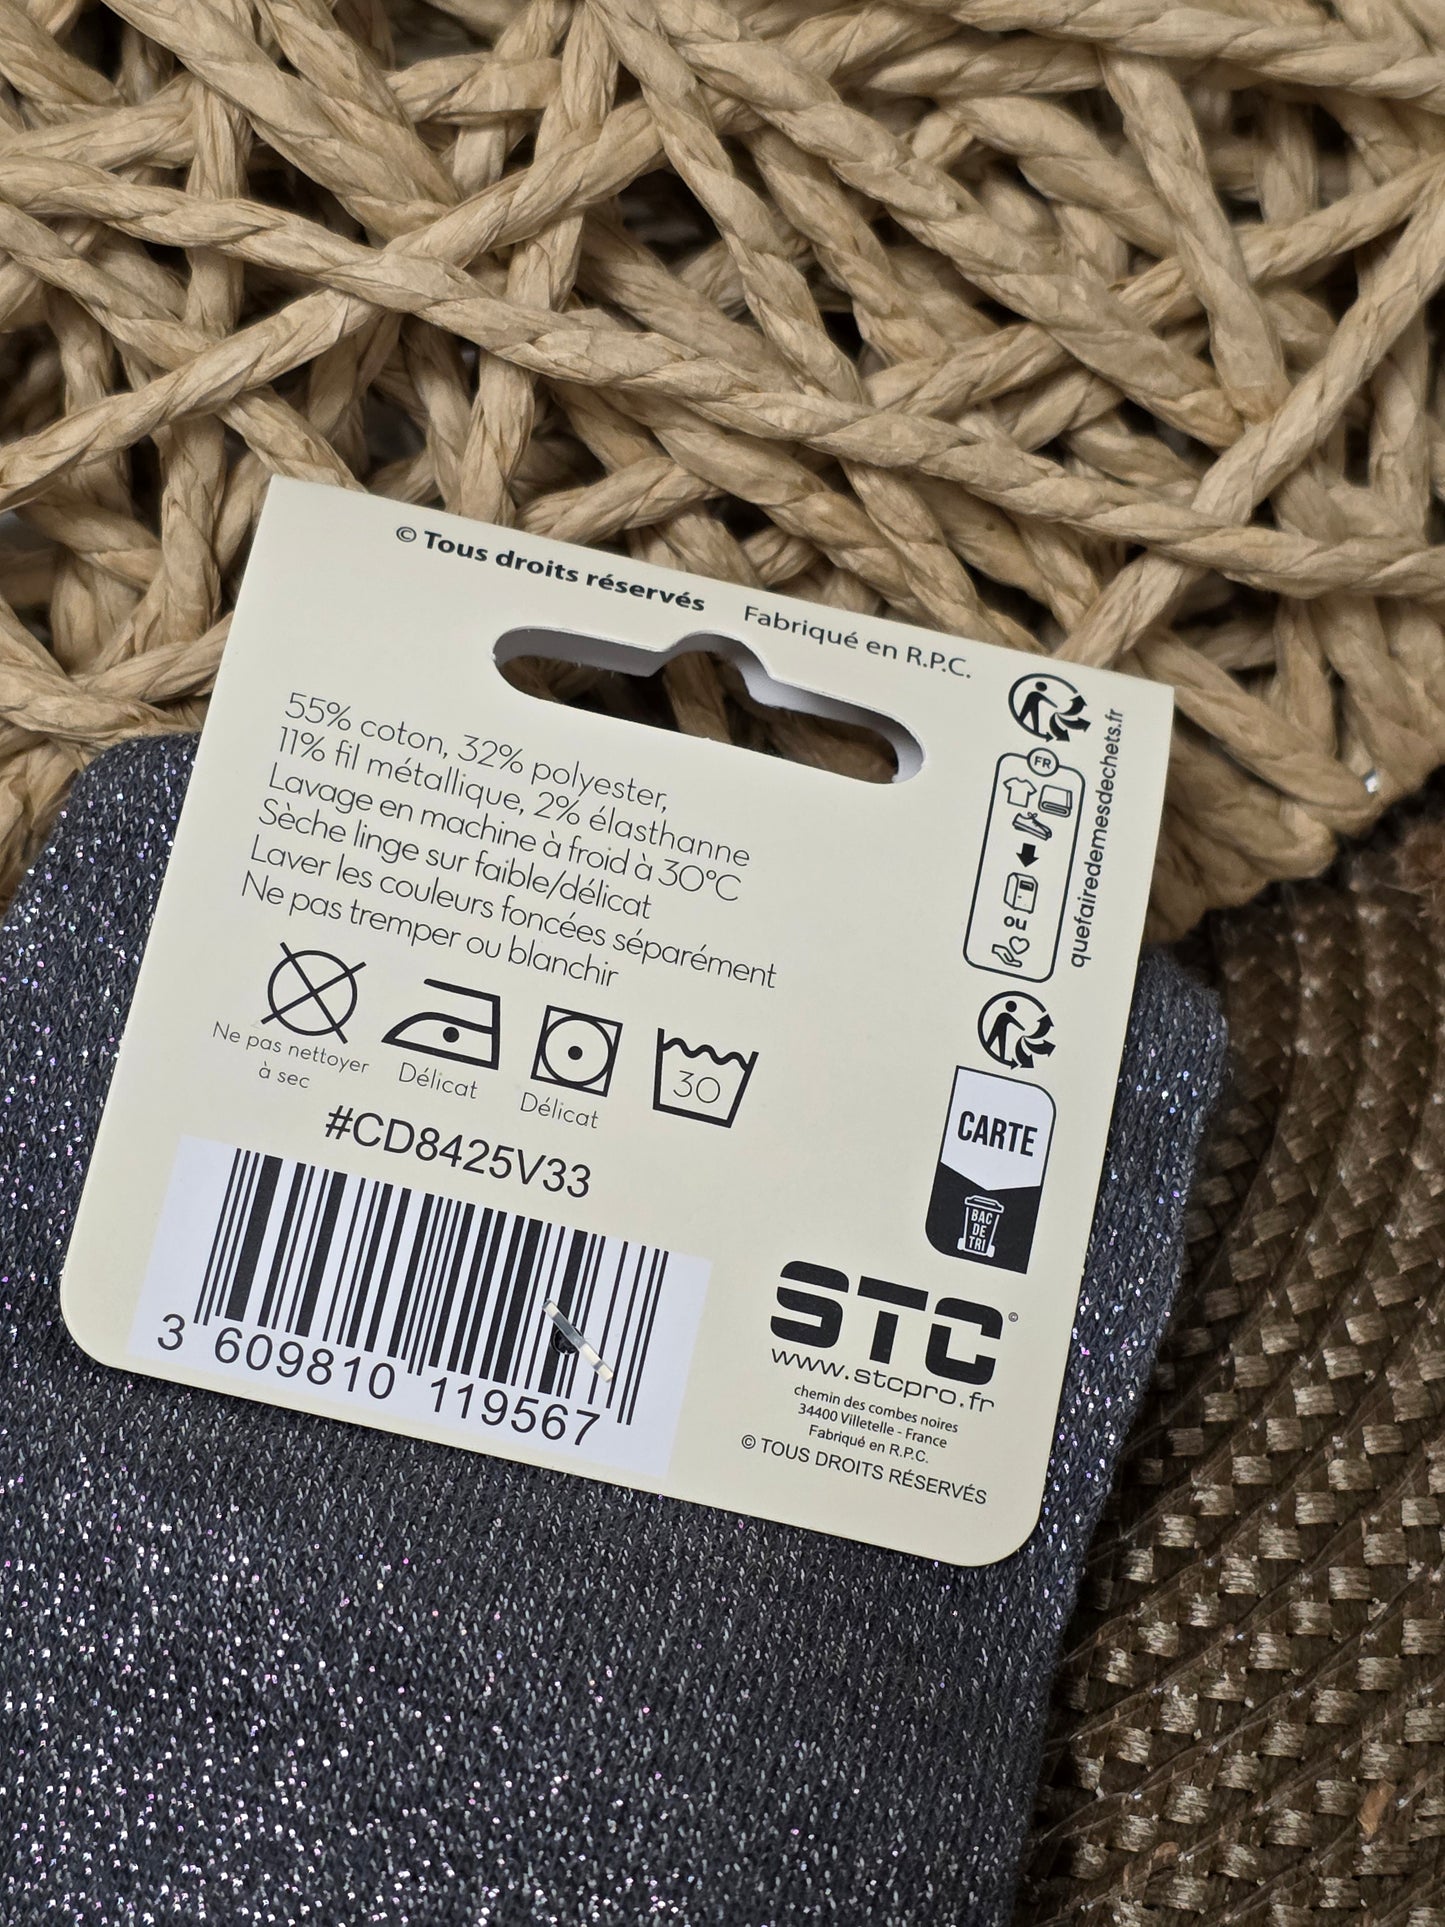 © Tous droits réservés Fabriqué en R.P.C.
55% coton, 32% polyester,
11% fil métallique, 2% élasthanne
Lavage en machine à froid à 30°C
Sèche linge sur faible/délicat
Laver les couleurs foncées séparément
Ne pas tremper ou blanchir
Ne pas nettoyer
à sec
Délicat
Délicat
30
#CD8425V33
3 609810 119567
FR
OU
quefairedemesdechets.fr
CARTE
BAC
DE
TRI
STC©
www.stcpro.fr
chemin des combes noires
34400 Villetelle - France
Fabriqué en R.P.C.
© TOUS DROITS RÉSERVÉS